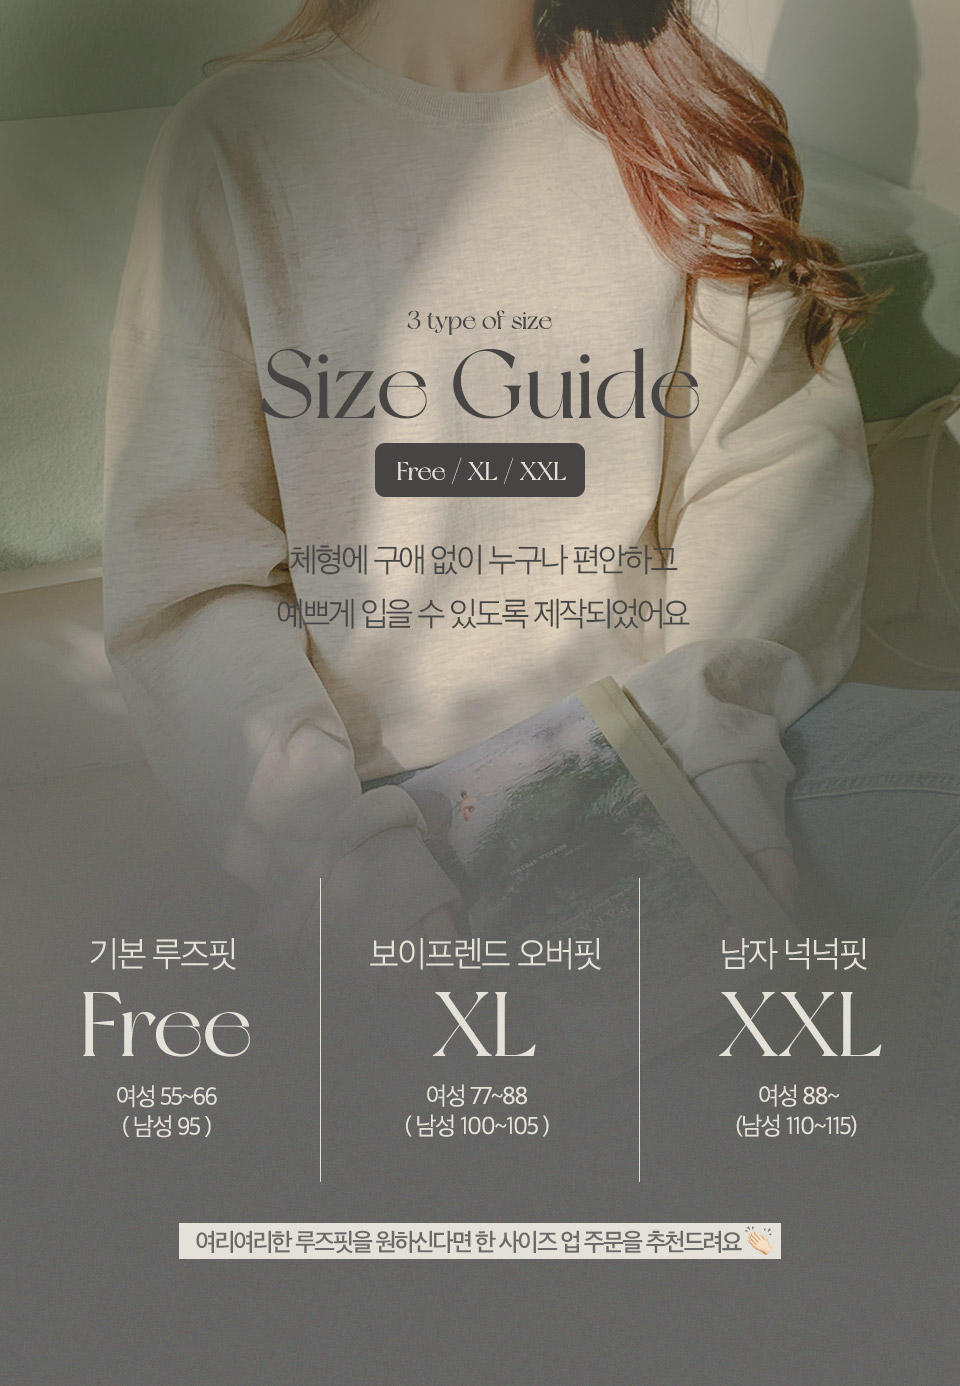 3 type of size
Size Guide
Free / XL / XXL
체형에 구애 없이 누구나 편안하고
예쁘게 입을 수 있도록 제작되었어요
기본 루즈핏
Free
여성 55~66
( 남성 95 )
보이프렌드 오버핏
XL
여성 77~88
( 남성 100~105 )
남자 넉넉핏
XXL
여성 88~
(남성 110~115)
여리여리한 루즈핏을 원하신다면 한 사이즈 업 주문을 추천드려요 👏🏻